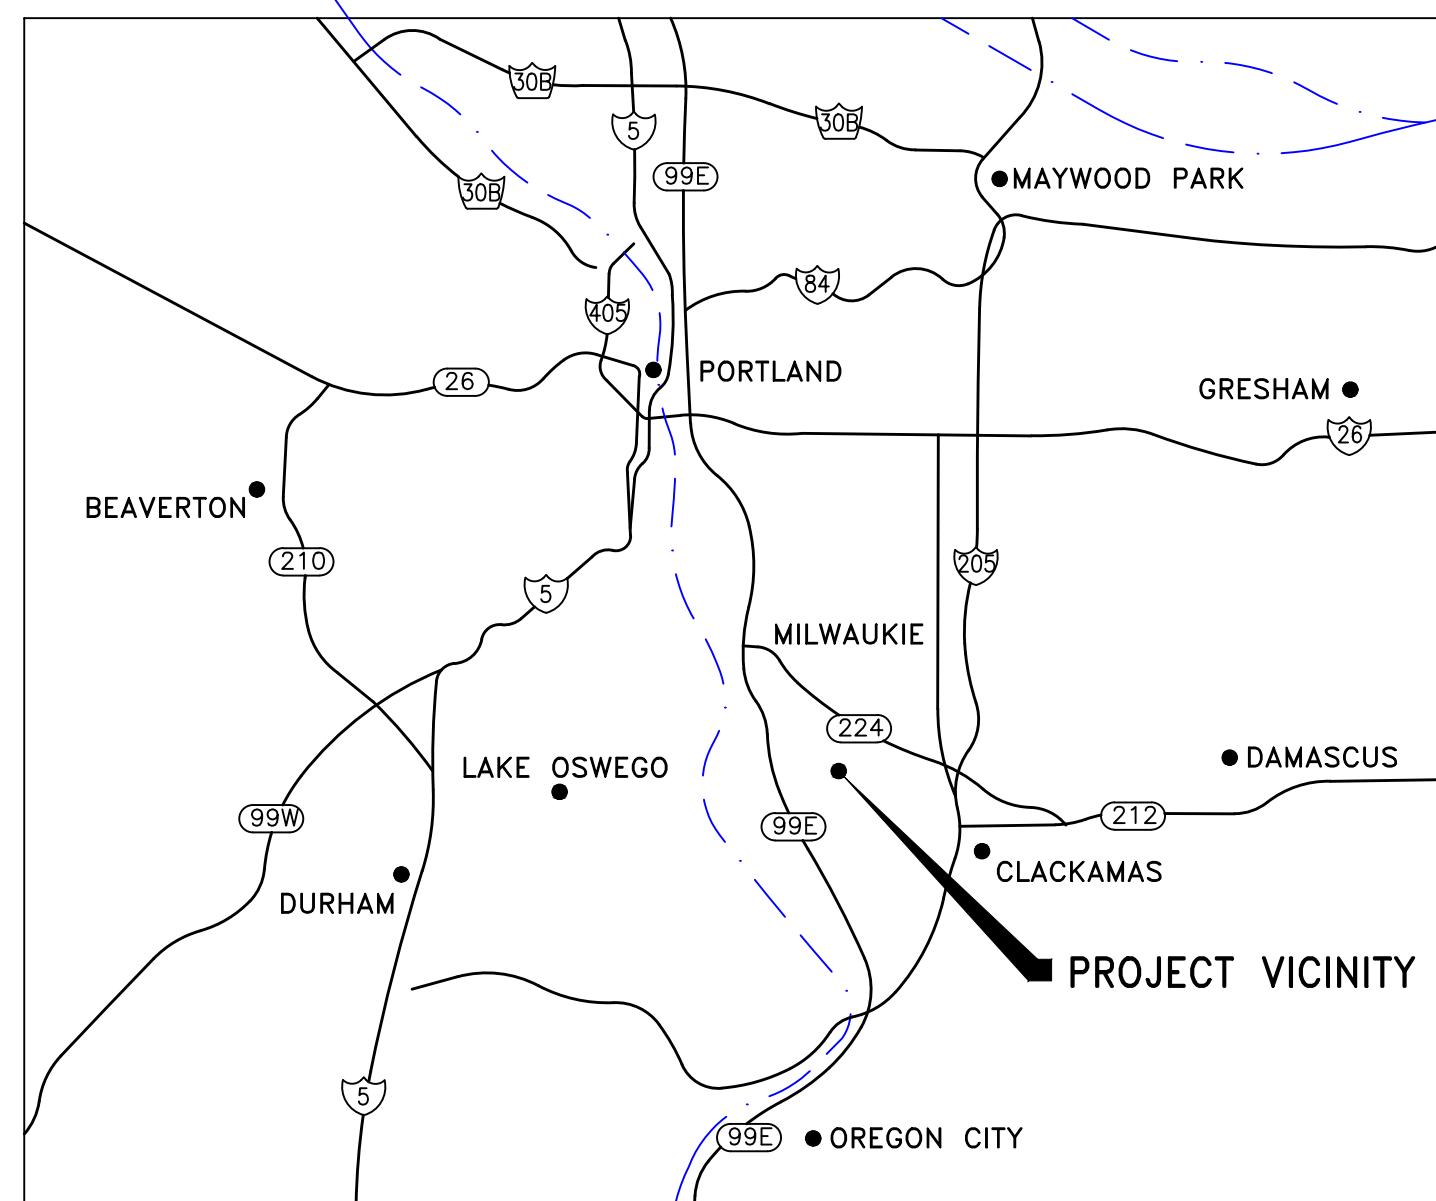 30B
30B
5
99E
MAYWOOD PARK
30B
84
405
PORTLAND
26
GRESHAM
26
BEAVERTON
210
205
5
MILWAUKIE
224
DAMASCUS
LAKE OSWEGO
212
99W
99E
CLACKAMAS
DURHAM
PROJECT VICINITY
5
99E
OREGON CITY